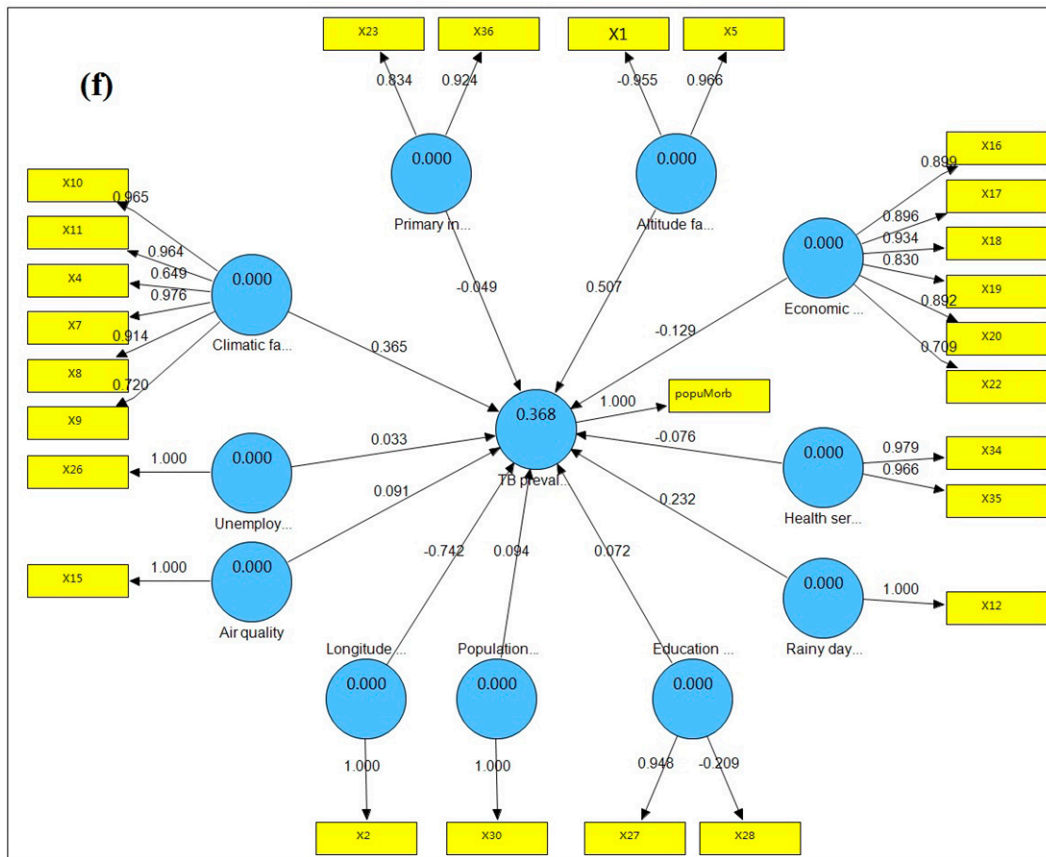 (f)
X23
X36
X1
X5
0.834
0.924
-0.955
0.966
0.000
Primary in...
0.000
Altitude fa...
X10
X11
X4
X7
X8
X9
0.965
0.964
0.649
0.976
0.914
0.720
0.000
Climatic fa...
X16
X17
X18
X19
X20
X22
0.899
0.896
0.934
0.830
0.892
0.709
0.000
Economic ...
-0.049
0.507
0.365
-0.129
0.368
TB preval...
1.000
popuMorb
X26
1.000
0.000
Unemploy...
0.033
X15
1.000
0.000
Air quality
0.091
-0.076
0.000
Health ser...
0.979
0.966
X34
X35
0.232
0.000
Rainy day...
1.000
X12
-0.742
0.094
0.072
Longitude ...
0.000
1.000
X2
Population...
0.000
1.000
X30
Education ...
0.000
0.948
-0.209
X27
X28